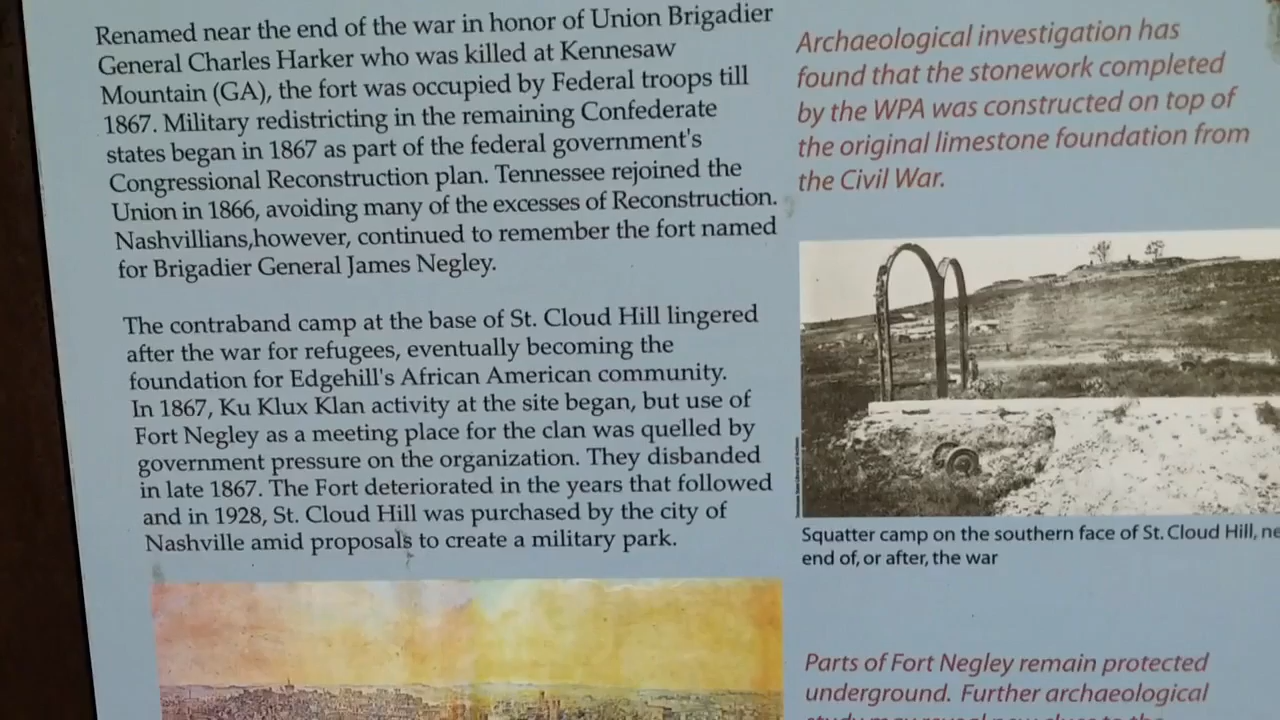 Renamed near the end of the war in honor of Union Brigadier
General Charles Harker who was killed at Kennesaw
Mountain (GA), the fort was occupied by Federal troops till
1867. Military redistricting in the remaining Confederate
states began in 1867 as part of the federal government's
Congressional Reconstruction plan. Tennessee rejoined the
Union in 1866, avoiding many of the excesses of Reconstruction.
Nashvillians,however, continued to remember the fort named
for Brigadier General James Negley.
The contraband camp at the base of St. Cloud Hill lingered
after the war for refugees, eventually becoming the
foundation for Edgehill's African American community.
In 1867, Ku Klux Klan activity at the site began, but use of
Fort Negley as a meeting place for the clan was quelled by
government pressure on the organization. They disbanded
in late 1867. The Fort deteriorated in the years that followed
and in 1928, St. Cloud Hill was purchased by the city of
Nashville amid proposals to create a military park.
Archaeological investigation has
found that the stonework completed
by the WPA was constructed on top of
the original limestone foundation from
the Civil War.
Squatter camp on the southern face of St. Cloud Hill,
end of, or after, the war
Parts of Fort Negley remain protected
underground. Further archaeological